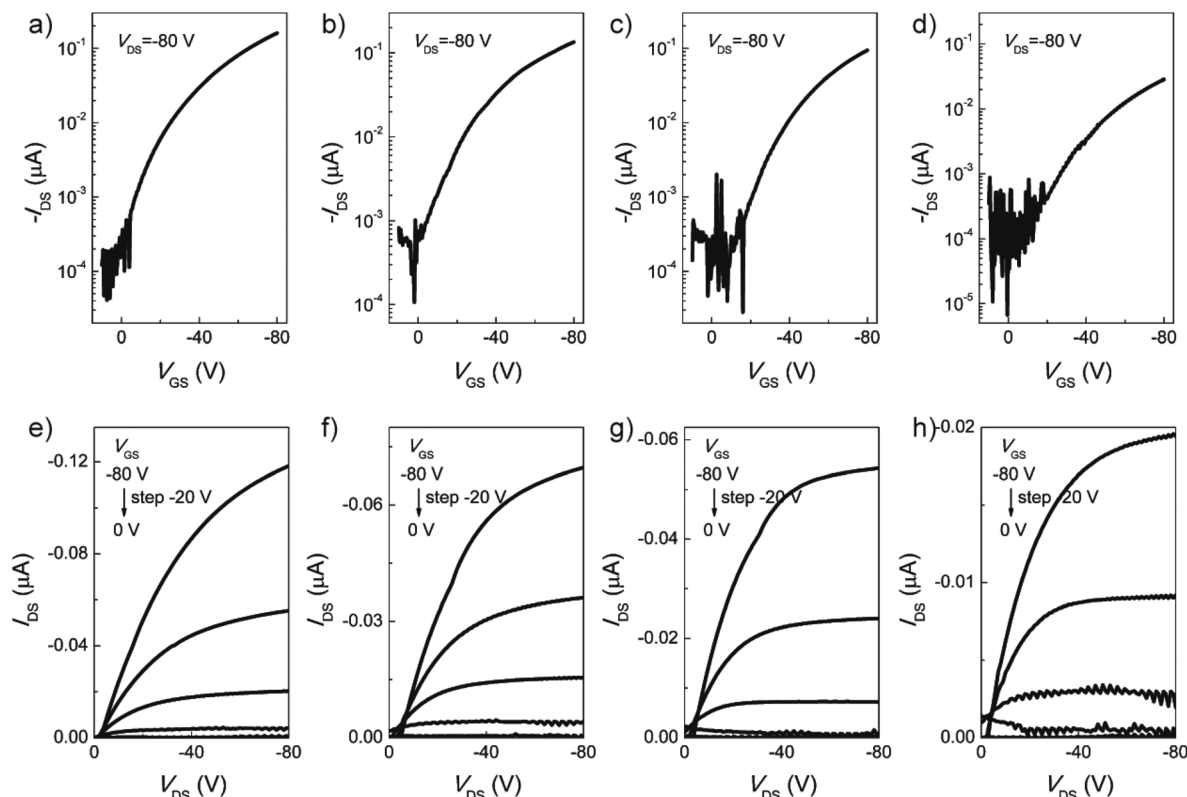 a)
V_DS=-80 V
10^-1
10^-2
10^-3
10^-4
-I_DS (µA)
0 -40 -80
V_GS (V)
b)
V_DS=-80 V
10^-1
10^-2
10^-3
10^-4
-I_DS (µA)
0 -40 -80
V_GS (V)
c)
V_DS=-80 V
10^-1
10^-2
10^-3
10^-4
-I_DS (µA)
0 -40 -80
V_GS (V)
d)
V_DS=-80 V
10^-1
10^-2
10^-3
10^-4
10^-5
-I_DS (µA)
0 -40 -80
V_GS (V)
e)
V_GS
-80 V
step -20 V
0 V
-0.12
-0.08
-0.04
0.00
I_DS (µA)
0 -40 -80
V_DS (V)
f)
V_GS
-80 V
step -20 V
0 V
-0.06
-0.03
0.00
I_DS (µA)
0 -40 -80
V_DS (V)
g)
V_GS
-80 V
step -20 V
0 V
-0.06
-0.04
-0.02
0.00
I_DS (µA)
0 -40 -80
V_DS (V)
h)
V_GS
-80 V
step -20 V
0 V
-0.02
-0.01
0.00
I_DS (µA)
0 -40 -80
V_DS (V)